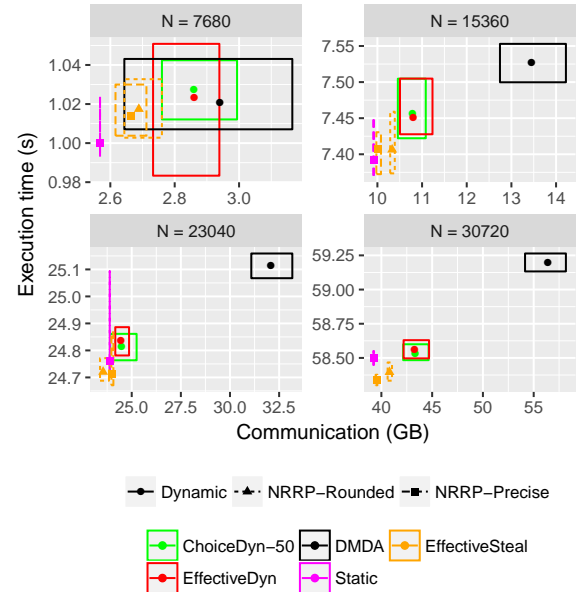 N = 7680
N = 15360
1.04
1.02
1.00
0.98
2.6
2.8
3.0
7.55
7.50
7.45
7.40
10
11
12
13
14
N = 23040
N = 30720
25.1
25.0
24.9
24.8
24.7
25.0
27.5
30.0
32.5
59.25
59.00
58.75
58.50
40
45
50
55
Execution time (s)
Communication (GB)
Dynamic
NRRP-Rounded
NRRP-Precise
ChoiceDyn-50
DMDA
EffectiveSteal
EffectiveDyn
Static